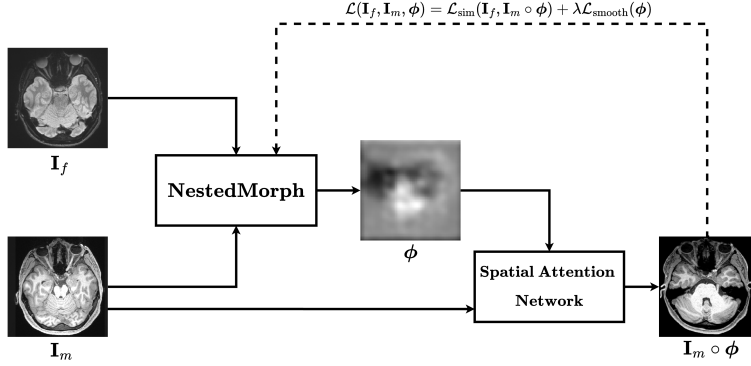 ℒ(𝐈_f, 𝐈_m, 𝝓) = ℒ_sim(𝐈_f, 𝐈_m ∘ 𝝓) + λℒ_smooth(𝝓)
𝐈_f
NestedMorph
𝝓
Spatial Attention
Network
𝐈_m
𝐈_m ∘ 𝝓